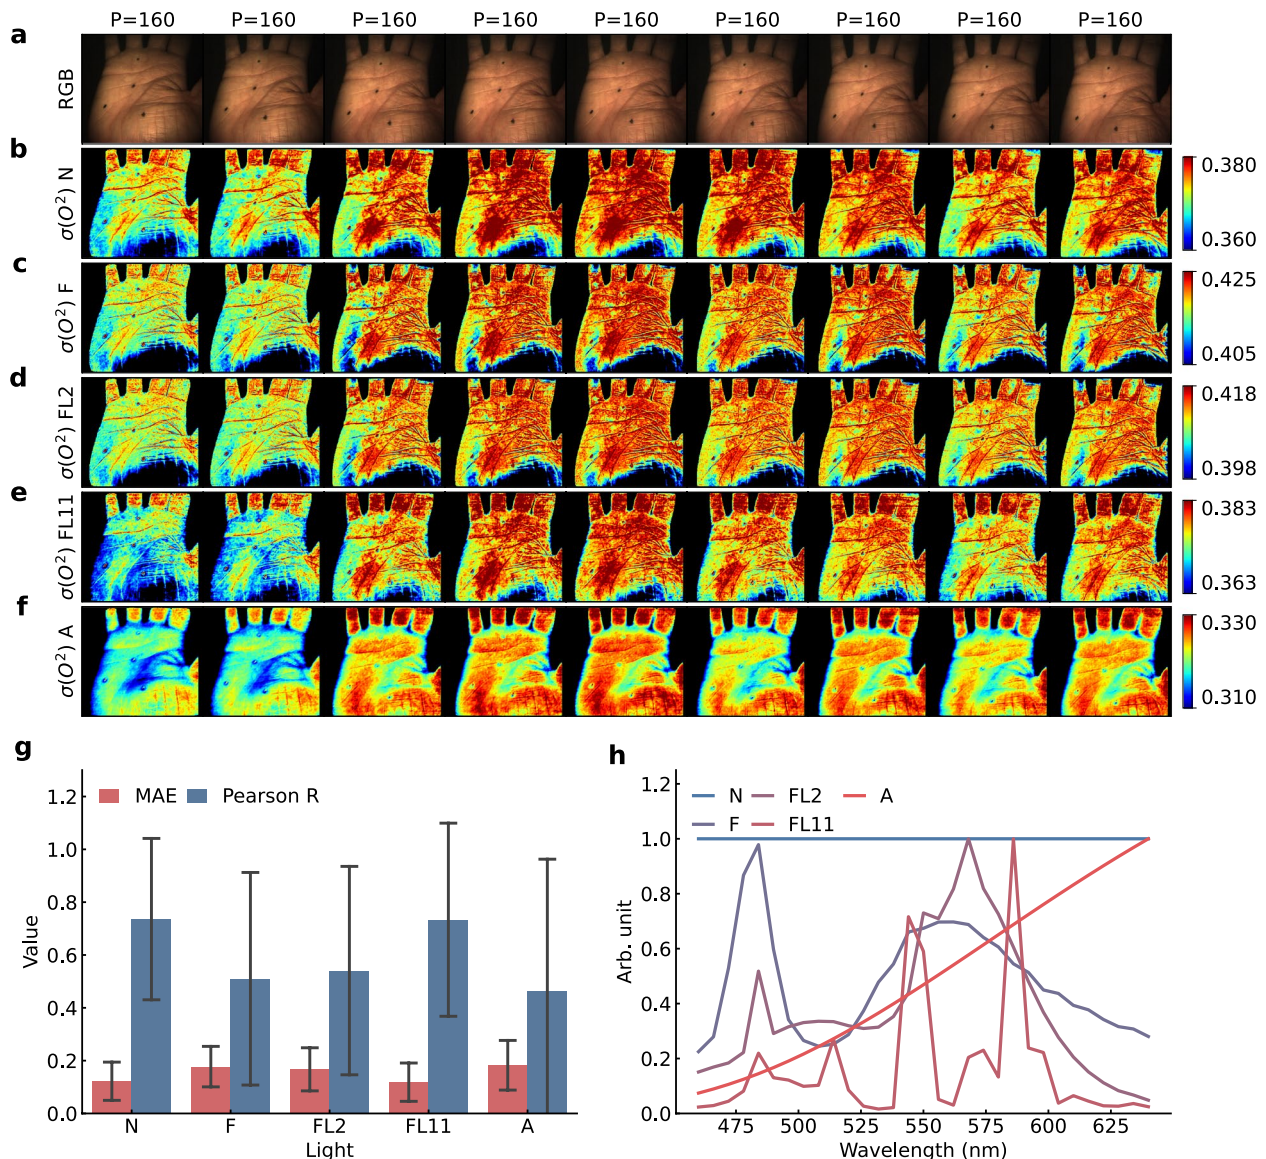 P=160 P=160 P=160 P=160 P=160 P=160 P=160 P=160 P=160
a
RGB
b
σ(O²) N
0.380
0.360
c
σ(O²) F
0.425
0.405
d
σ(O²) FL2
0.418
0.398
e
σ(O²) FL11
0.383
0.363
f
σ(O²) A
0.330
0.310
g
MAE Pearson R
Value
1.2
1.0
0.8
0.6
0.4
0.2
0.0
N F FL2 FL11 A
Light
h
N FL2 A
F FL11
Arb. unit
1.2
1.0
0.8
0.6
0.4
0.2
0.0
475 500 525 550 575 600 625
Wavelength (nm)